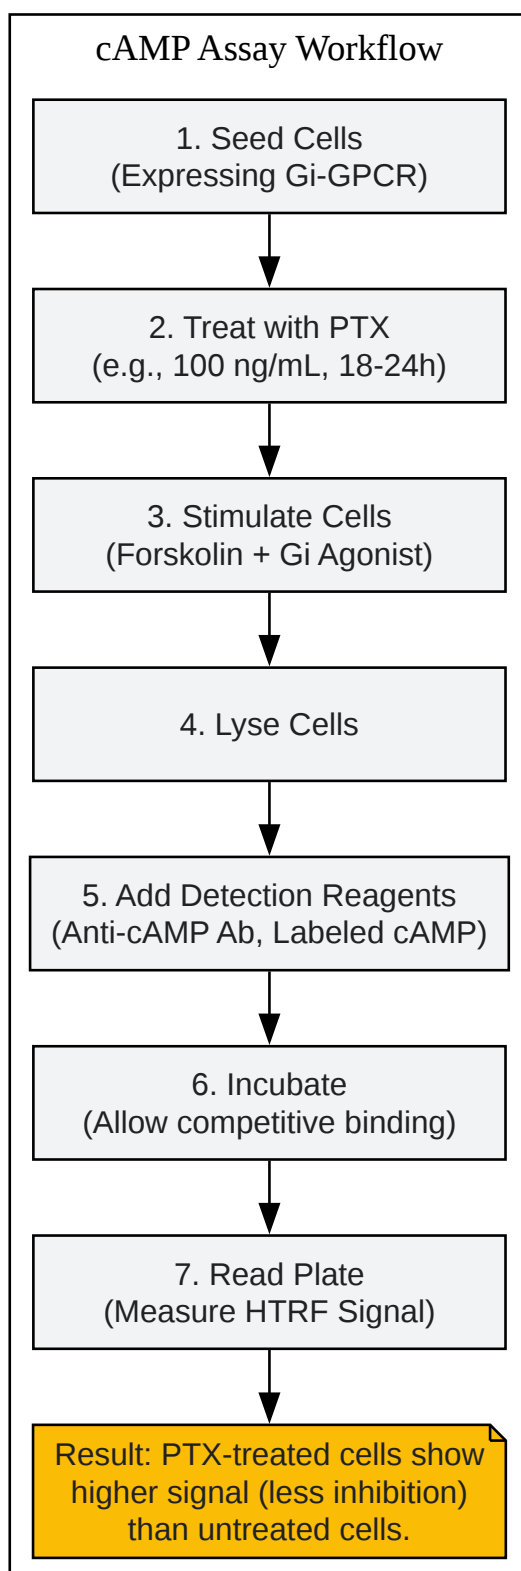 cAMP Assay Workflow
1. Seed Cells
(Expressing Gi-GPCR)
2. Treat with PTX
(e.g., 100 ng/mL, 18-24h)
3. Stimulate Cells
(Forskolin + Gi Agonist)
4. Lyse Cells
5. Add Detection Reagents
(Anti-cAMP Ab, Labeled cAMP)
6. Incubate
(Allow competitive binding)
7. Read Plate
(Measure HTRF Signal)
Result: PTX-treated cells show
higher signal (less inhibition)
than untreated cells.